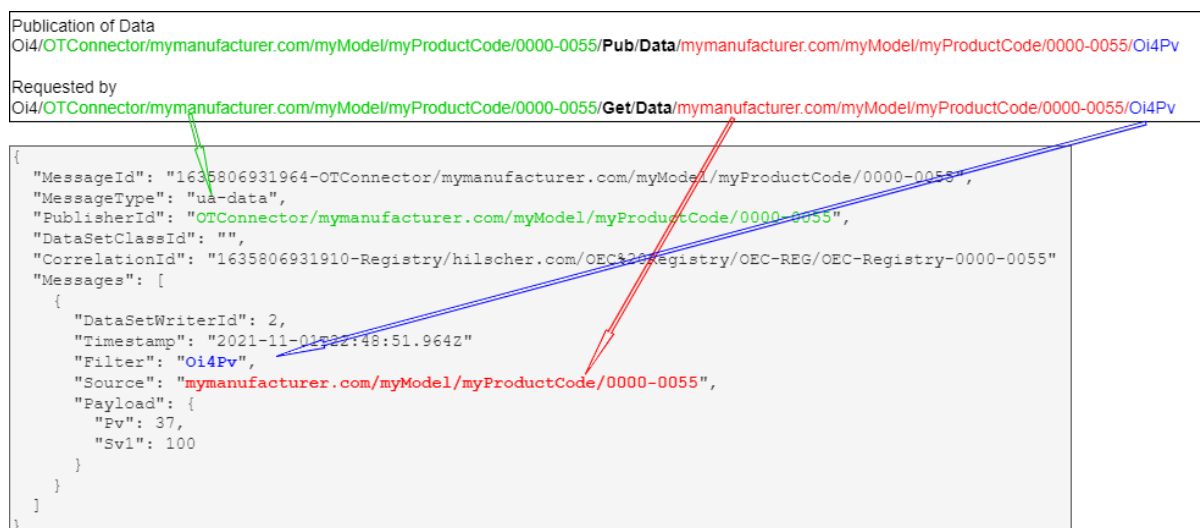 Publication of Data
Oi4/OTConnector/mymanufacturer.com/myModel/myProductCode/0000-0055/Pub/Data/mymanufacturer.com/myModel/myProductCode/0000-0055/Oi4Pv
Requested by
Oi4/OTConnector/mymanufacturer.com/myModel/myProductCode/0000-0055/Get/Data/mymanufacturer.com/myModel/myProductCode/0000-0055/Oi4Pv
{
"MessageId": "1635806931964-OTConnector/mymanufacturer.com/myModel/myProductCode/0000-0055",
"MessageType": "ua-data",
"PublisherId": "OTConnector/mymanufacturer.com/myModel/myProductCode/0000-0055",
"DataSetClassId": "",
"CorrelationId": "1635806931910-Registry/hilscher.com/OEC%20Registry/OEC-REG/OEC-Registry-0000-0055"
"Messages": [
{
"DataSetWriterId": 2,
"Timestamp": "2021-11-01T22:48:51.964Z"
"Filter": "Oi4Pv",
"Source": "mymanufacturer.com/myModel/myProductCode/0000-0055",
"Payload": {
"Pv": 37,
"Sv1": 100
}
}
]
}